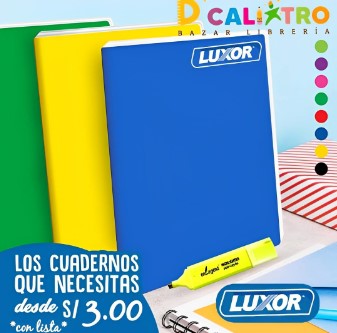 D'CALIXTRO
BAZAR LIBRERÍA
LUXOR
LOS CUADERNOS
QUE NECESITAS
desde S/ 3.00
*con lista*
LUXOR